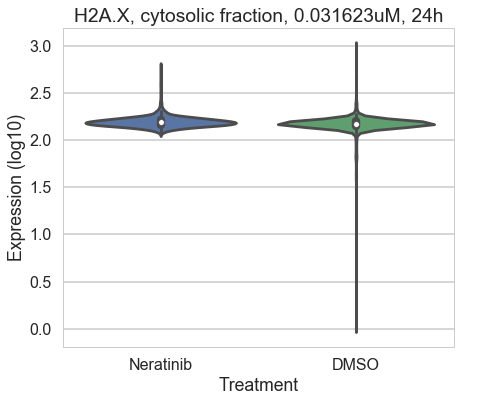 H2A.X, cytosolic fraction, 0.031623uM, 24h
3.0
2.5
2.0
1.5
1.0
0.5
0.0
Expression (log10)
Neratinib DMSO
Treatment